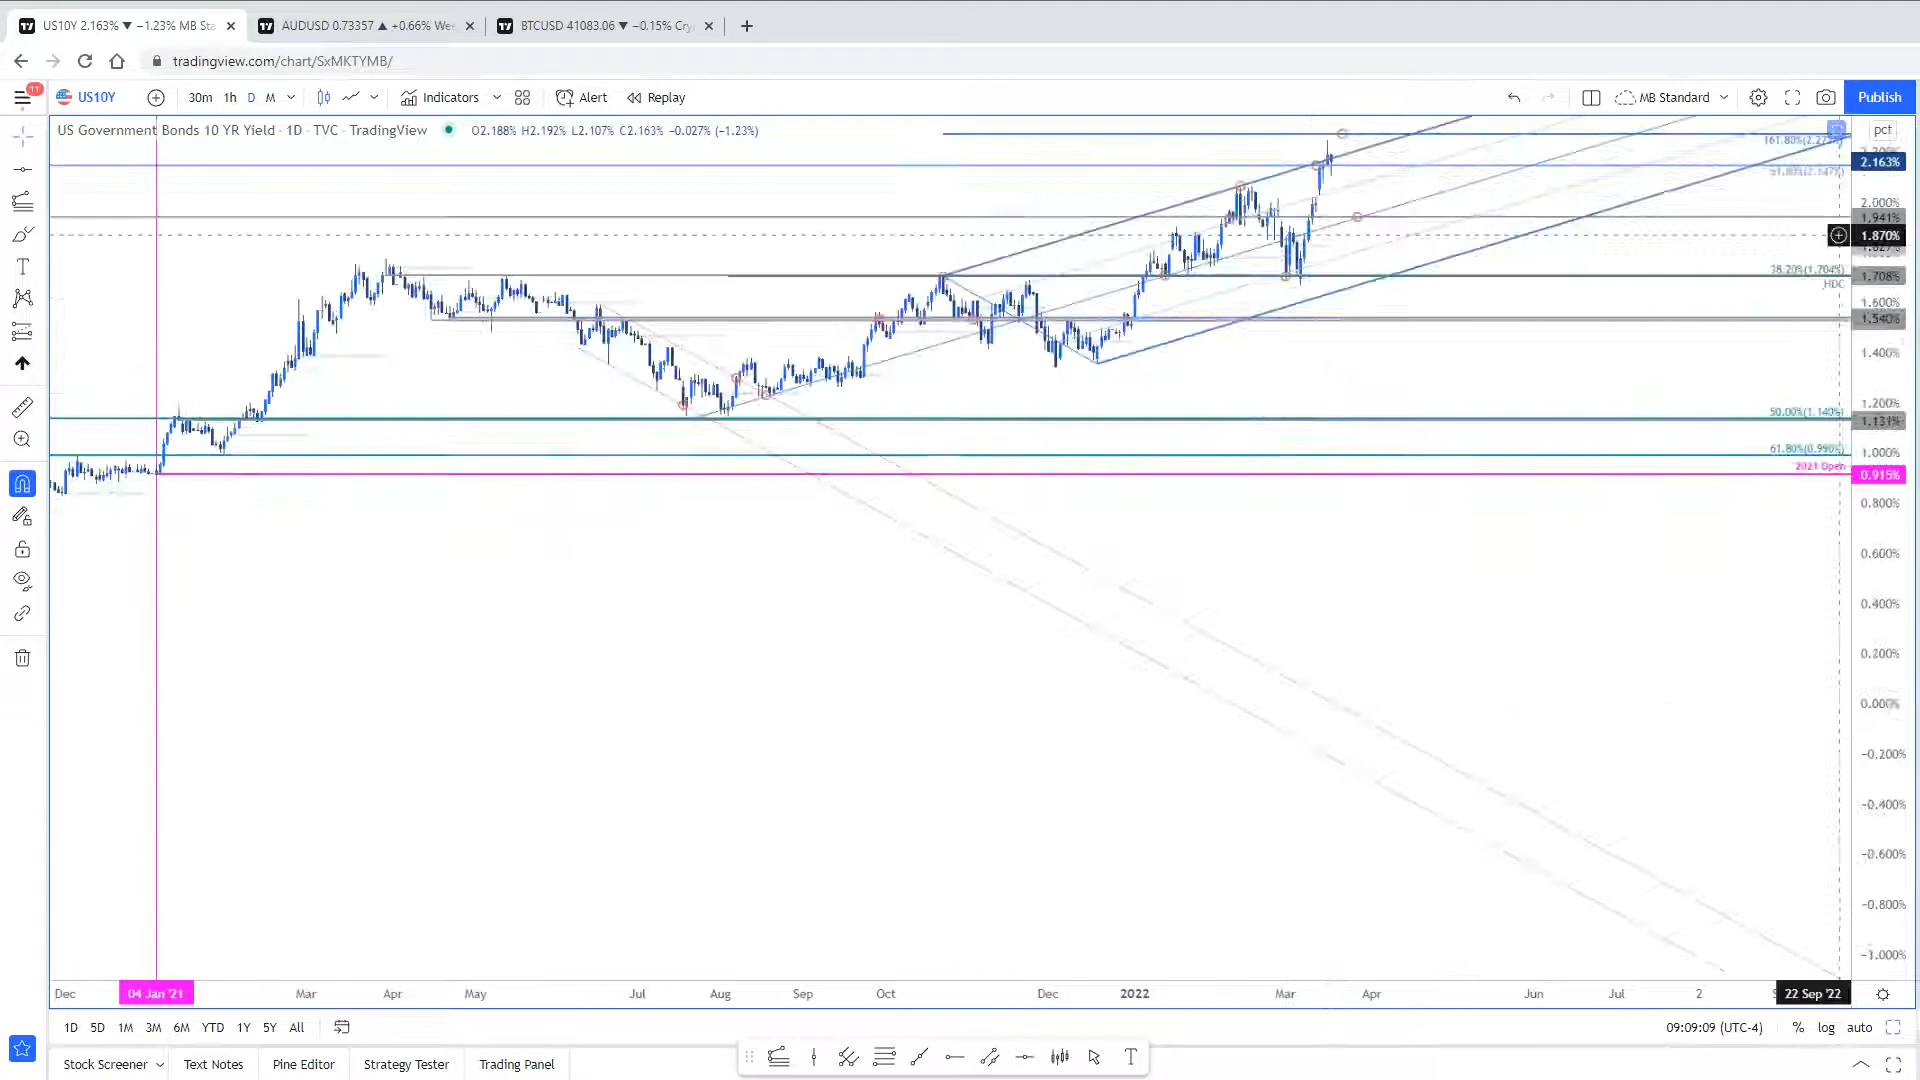 US10Y 2.163% ▼ −1.23% MB Sta
AUDUSD 0.73357 ▲ +0.66% We
BTCUSD 41083.06 ▼ −0.15% Cry
tradingview.com/chart/SxMKTYMB/
11
US10Y
30m 1h D M
Indicators
Alert
Replay
MB Standard
Publish
US Government Bonds 10 YR Yield · 1D · TVC · TradingView
O2.188% H2.192% L2.107% C2.163% −0.027% (−1.23%)
pct
2.163%
2.000%
1.941%
1.870%
38.20%(1.704%)
1.708%
HDC
1.600%
1.540%
1.400%
1.200%
50.00%(1.140%)
1.131%
61.80%(0.990%)
1.000%
2021 Open
0.915%
0.800%
0.600%
0.400%
0.200%
0.000%
−0.200%
−0.400%
−0.600%
−0.800%
−1.000%
Dec 04 Jan '21 Mar Apr May Jul Aug Sep Oct Dec 2022 Mar Apr Jun Jul 22 Sep '22
1D 5D 1M 3M 6M YTD 1Y 5Y All
09:09:09 (UTC-4) % log auto
Stock Screener Text Notes Pine Editor Strategy Tester Trading Panel